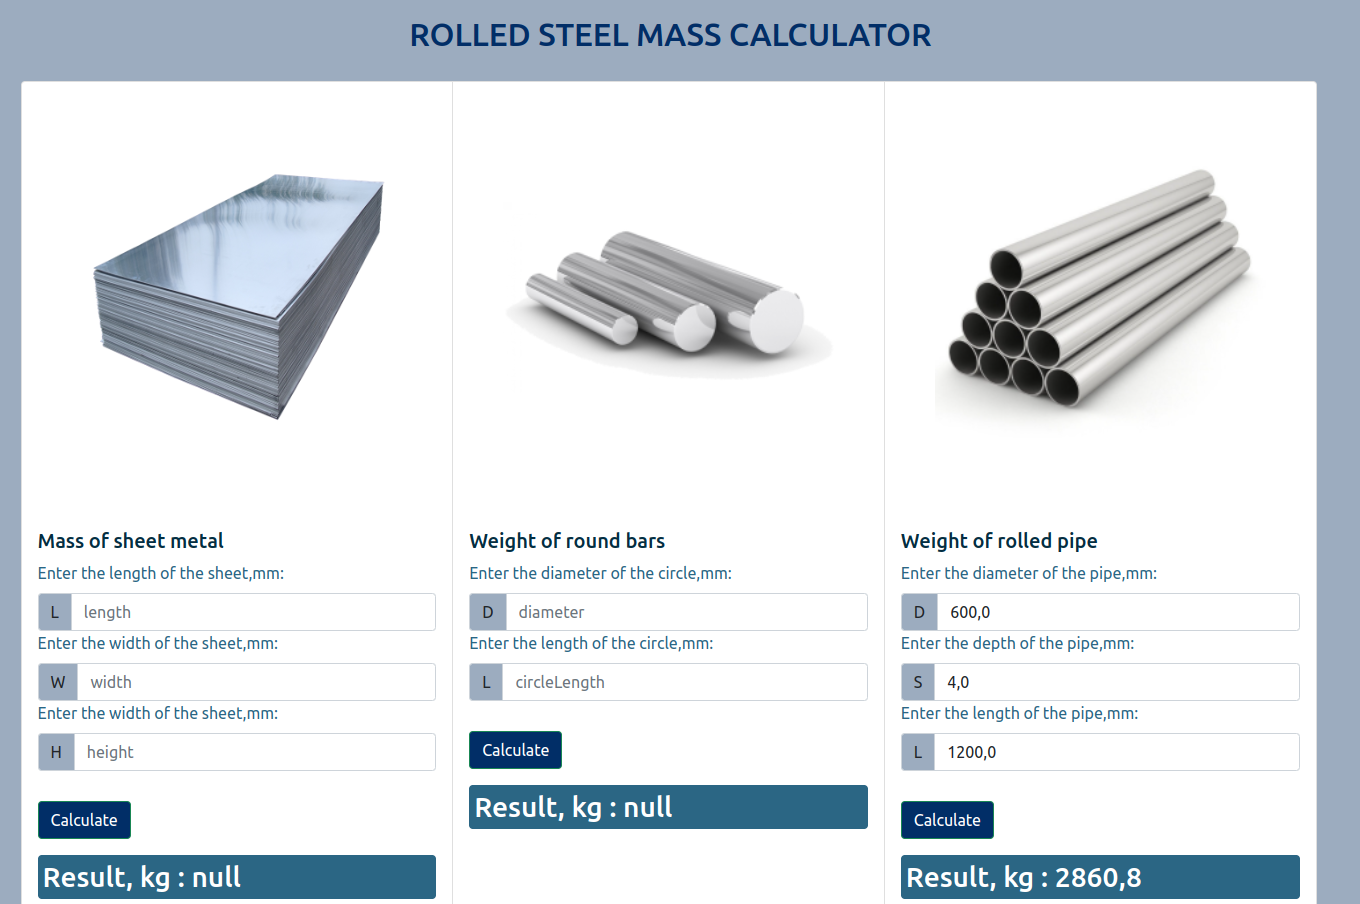 ROLLED STEEL MASS CALCULATOR
Mass of sheet metal
Enter the length of the sheet,mm:
L length
Enter the width of the sheet,mm:
W width
Enter the width of the sheet,mm:
H height
Calculate
Result, kg : null
Weight of round bars
Enter the diameter of the circle,mm:
D diameter
Enter the length of the circle,mm:
L circleLength
Calculate
Result, kg : null
Weight of rolled pipe
Enter the diameter of the pipe,mm:
D 600,0
Enter the depth of the pipe,mm:
S 4,0
Enter the length of the pipe,mm:
L 1200,0
Calculate
Result, kg : 2860,8